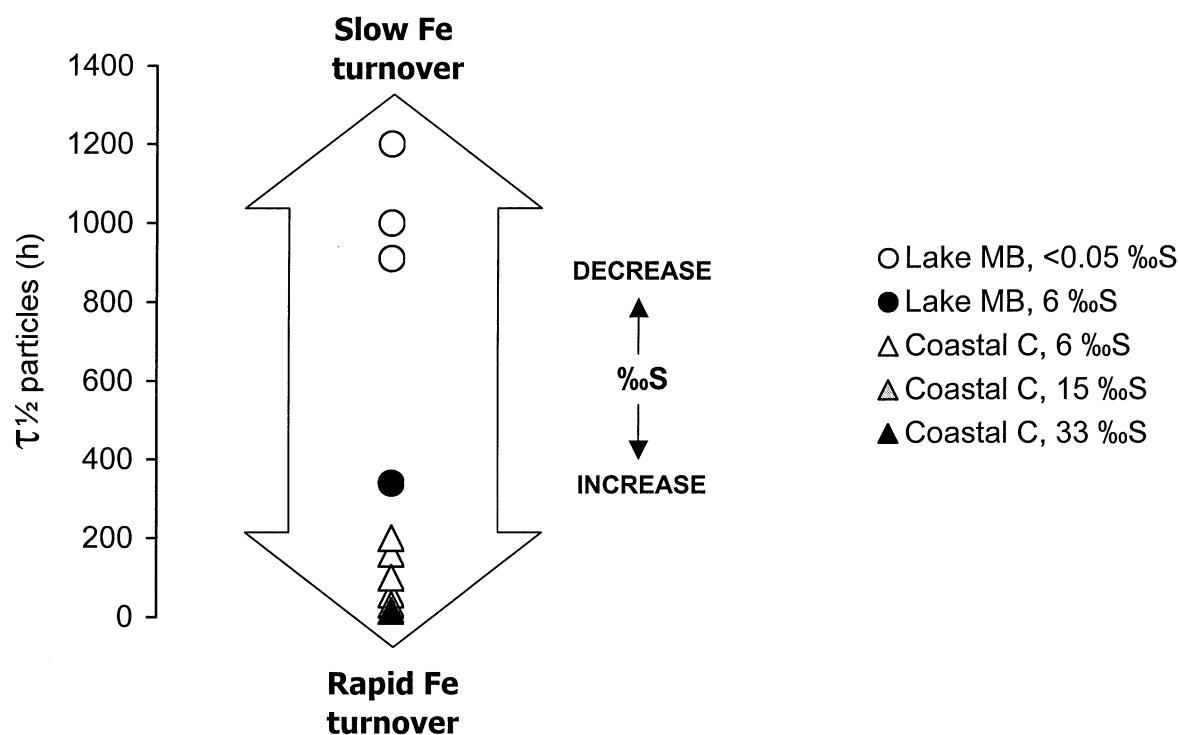 Slow Fe
turnover
1400
1200
1000
800
600
400
200
0
τ½ particles (h)
DECREASE
‰S
INCREASE
Lake MB, <0.05 ‰S
Lake MB, 6 ‰S
Coastal C, 6 ‰S
Coastal C, 15 ‰S
Coastal C, 33 ‰S
Rapid Fe
turnover